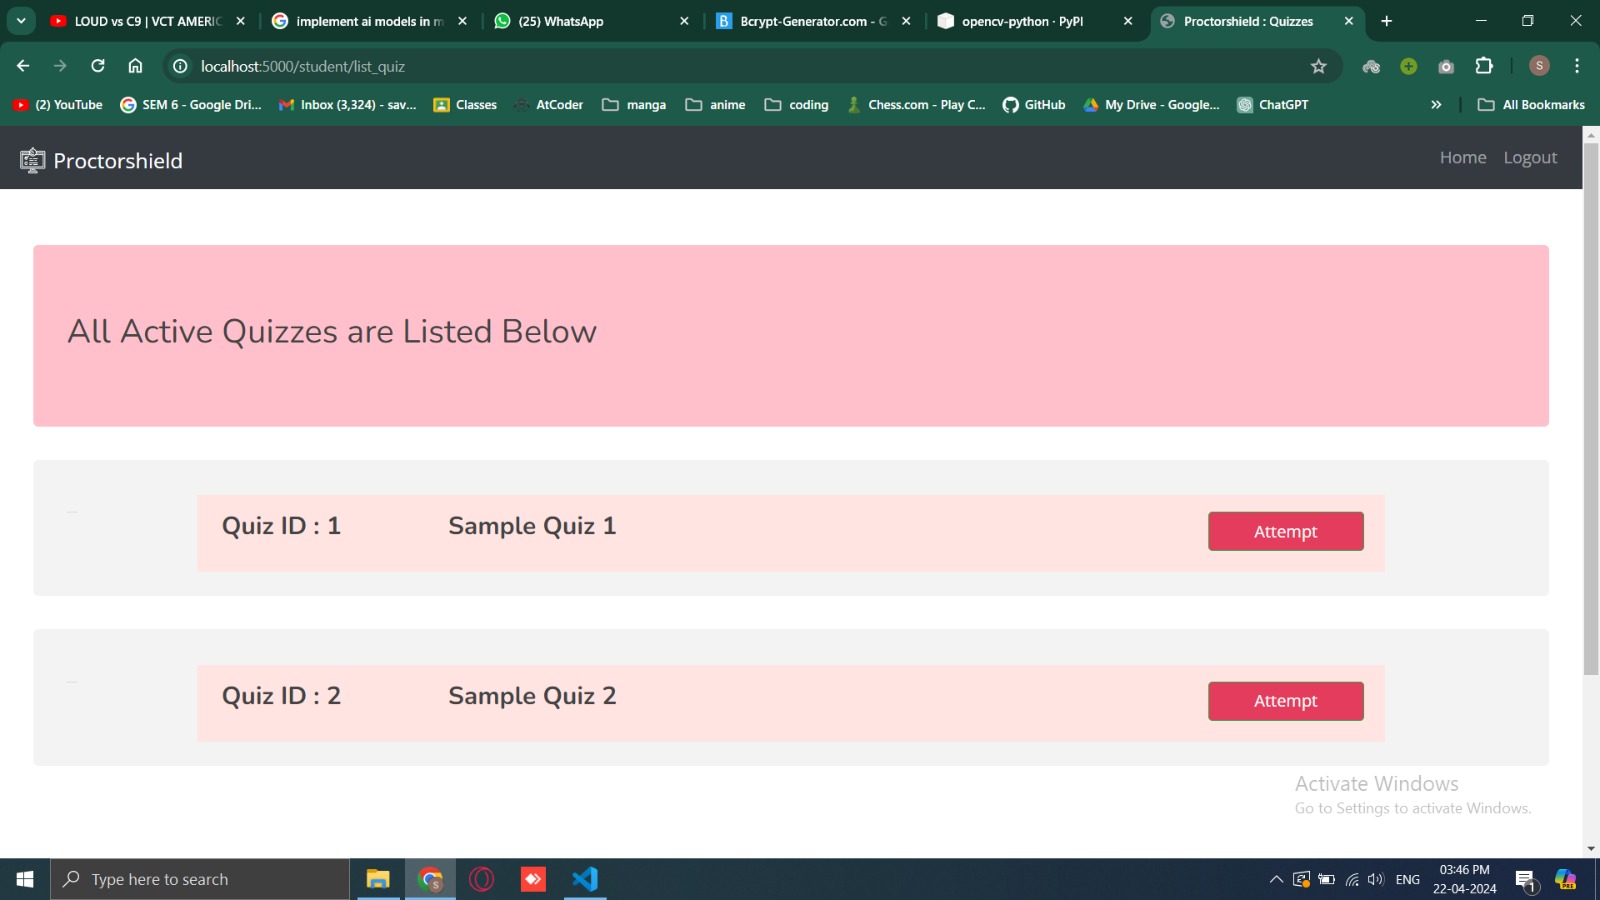 LOUD vs C9 | VCT AMERIC
implement ai models in m
(25) WhatsApp
Bcrypt-Generator.com - G
opencv-python · PyPI
Proctorshield : Quizzes
localhost:5000/student/list_quiz
S
(2) YouTube
SEM 6 - Google Dri...
Inbox (3,324) - sav...
Classes
AtCoder
manga
anime
coding
Chess.com - Play C...
GitHub
My Drive - Google...
ChatGPT
All Bookmarks
Proctorshield
Home
Logout
All Active Quizzes are Listed Below
Quiz ID : 1
Sample Quiz 1
Attempt
Quiz ID : 2
Sample Quiz 2
Attempt
Activate Windows
Go to Settings to activate Windows.
Type here to search
ENG
03:46 PM
22-04-2024
1
PRE